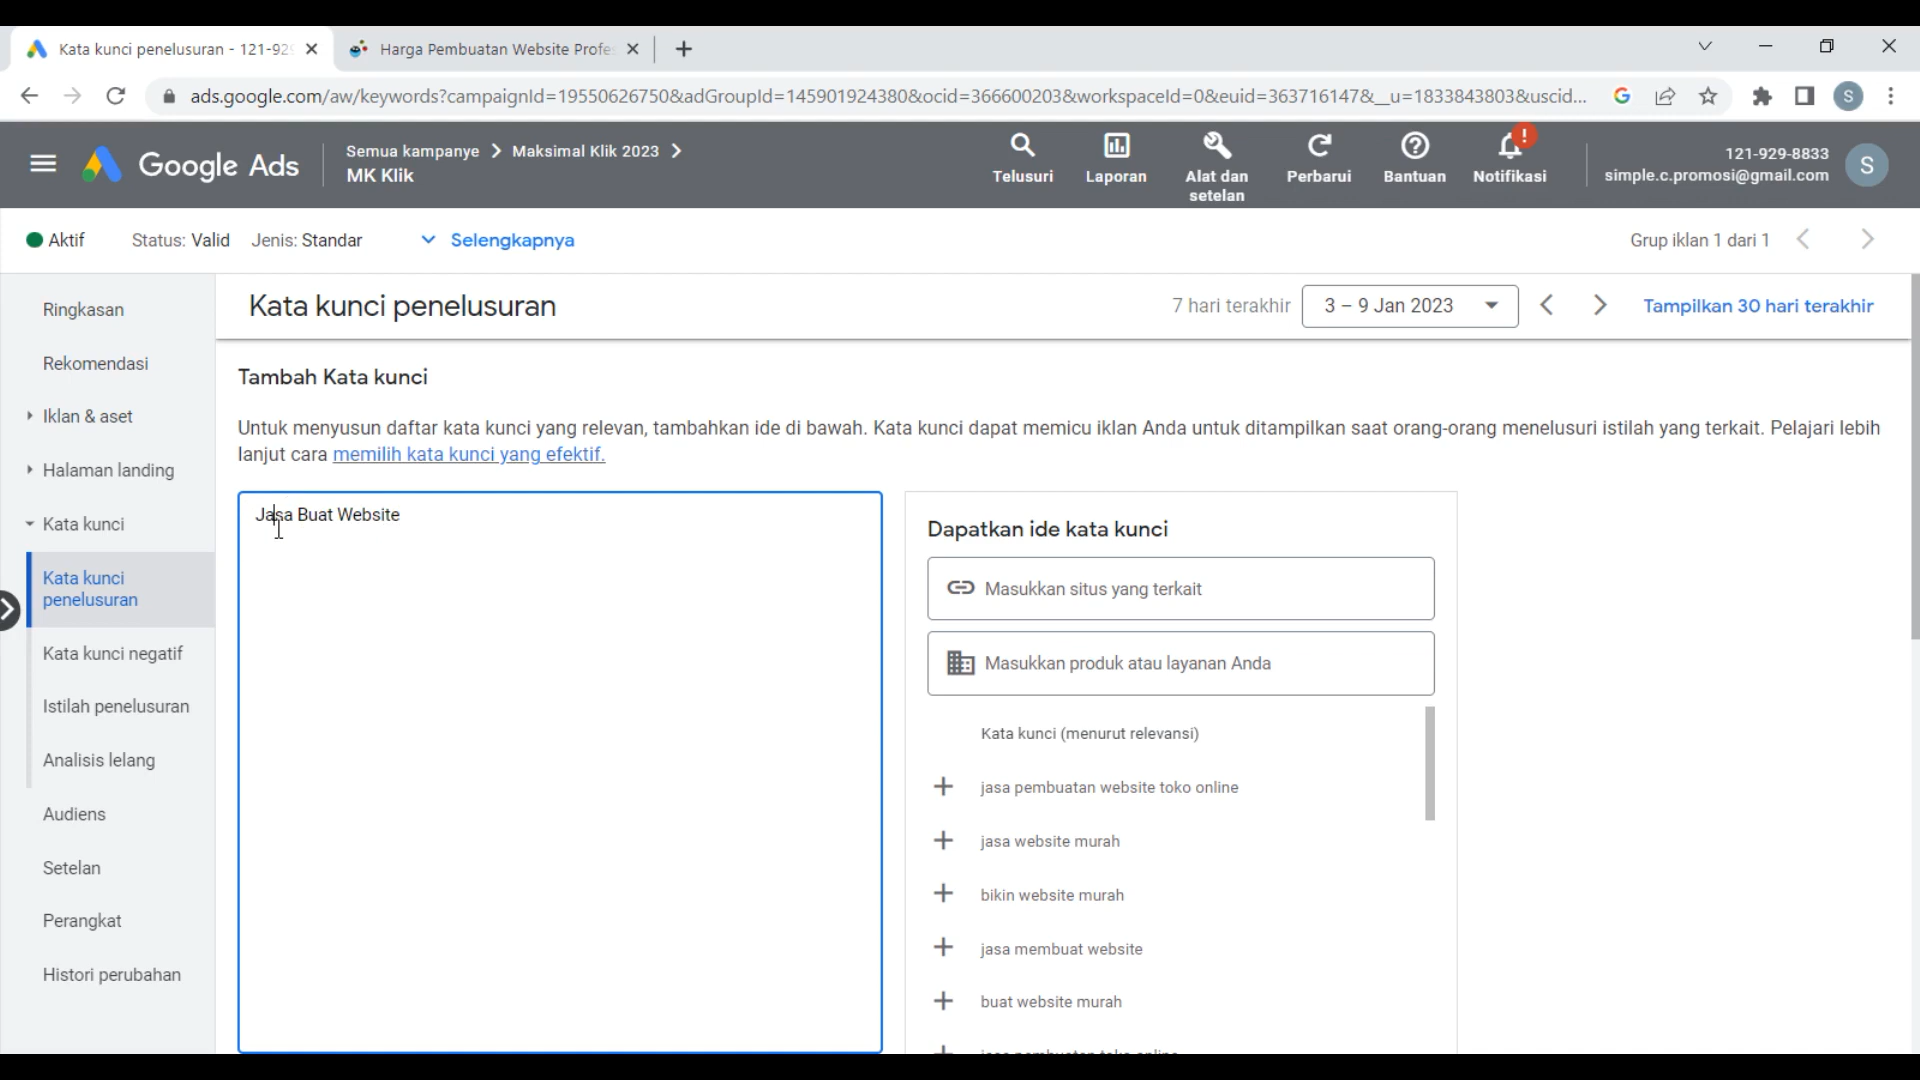 Kata kunci penelusuran - 121-929
Harga Pembuatan Website Profes
ads.google.com/aw/keywords?campaignId=19550626750&adGroupId=145901924380&ocid=366600203&workspaceId=0&euid=363716147&__u=1833843803&uscid...
S
Google Ads
Semua kampanye
Maksimal Klik 2023
MK Klik
Telusuri
Laporan
Alat dan
setelan
Perbarui
Bantuan
!
Notifikasi
121-929-8833
simple.c.promosi@gmail.com
S
Aktif
Status: Valid
Jenis: Standar
Selengkapnya
Grup iklan 1 dari 1
Ringkasan
Rekomendasi
Iklan & aset
Halaman landing
Kata kunci
Kata kunci
penelusuran
Kata kunci negatif
Istilah penelusuran
Analisis lelang
Audiens
Setelan
Perangkat
Histori perubahan
Kata kunci penelusuran
7 hari terakhir
3 – 9 Jan 2023
Tampilkan 30 hari terakhir
Tambah Kata kunci
Untuk menyusun daftar kata kunci yang relevan, tambahkan ide di bawah. Kata kunci dapat memicu iklan Anda untuk ditampilkan saat orang-orang menelusuri istilah yang terkait. Pelajari lebih
lanjut cara memilih kata kunci yang efektif.
Jasa Buat Website
Dapatkan ide kata kunci
Masukkan situs yang terkait
Masukkan produk atau layanan Anda
Kata kunci (menurut relevansi)
jasa pembuatan website toko online
jasa website murah
bikin website murah
jasa membuat website
buat website murah